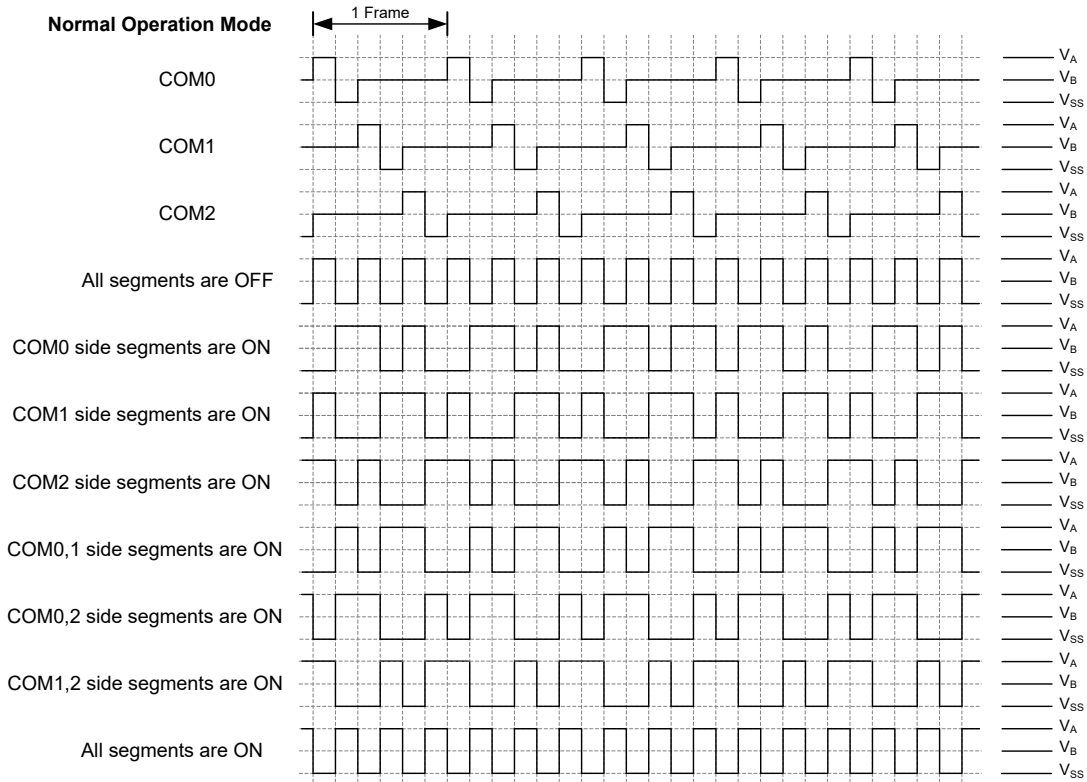 Normal Operation Mode
1 Frame
COM0
VA
VB
VSS
COM1
VA
VB
VSS
COM2
VA
VB
VSS
All segments are OFF
VA
VB
VSS
COM0 side segments are ON
VA
VB
VSS
COM1 side segments are ON
VA
VB
VSS
COM2 side segments are ON
VA
VB
VSS
COM0,1 side segments are ON
VA
VB
VSS
COM0,2 side segments are ON
VA
VB
VSS
COM1,2 side segments are ON
VA
VB
VSS
All segments are ON
VA
VB
VSS